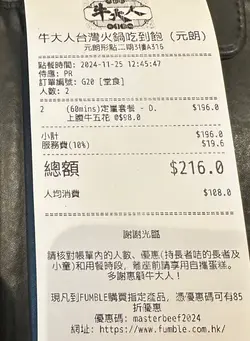 牛大人
牛大人台灣火鍋吃到飽 (元朗)
元朗形點二期3樓A316
點餐時間: 2024-11-25 12:45:47
侍應: PR
訂單編號: G20 [堂食]
人數: 2
2 (60mins)定量套餐 - D. $196.0
上腦牛五花 @$98.0
小計 $196.0
服務費(10%) $19.6
總額 $216.0
人均消費 $108.0
謝謝光臨
請核對帳單內的人數、優惠(持長者咭的長者及
小童)和用餐時段,離座前請享用自攜蛋糕。
多謝惠顧牛大人!
現凡到FUMBLE購買指定產品,憑優惠碼可有85
折優惠
優惠碼: masterbeef2024
網址: https://www.fumble.com.hk/